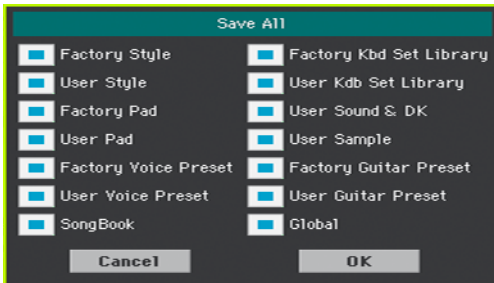 Save All
Factory Style
Factory Kbd Set Library
User Style
User Kdb Set Library
Factory Pad
User Sound & DK
User Pad
User Sample
Factory Voice Preset
Factory Guitar Preset
User Voice Preset
User Guitar Preset
SongBook
Global
Cancel
OK